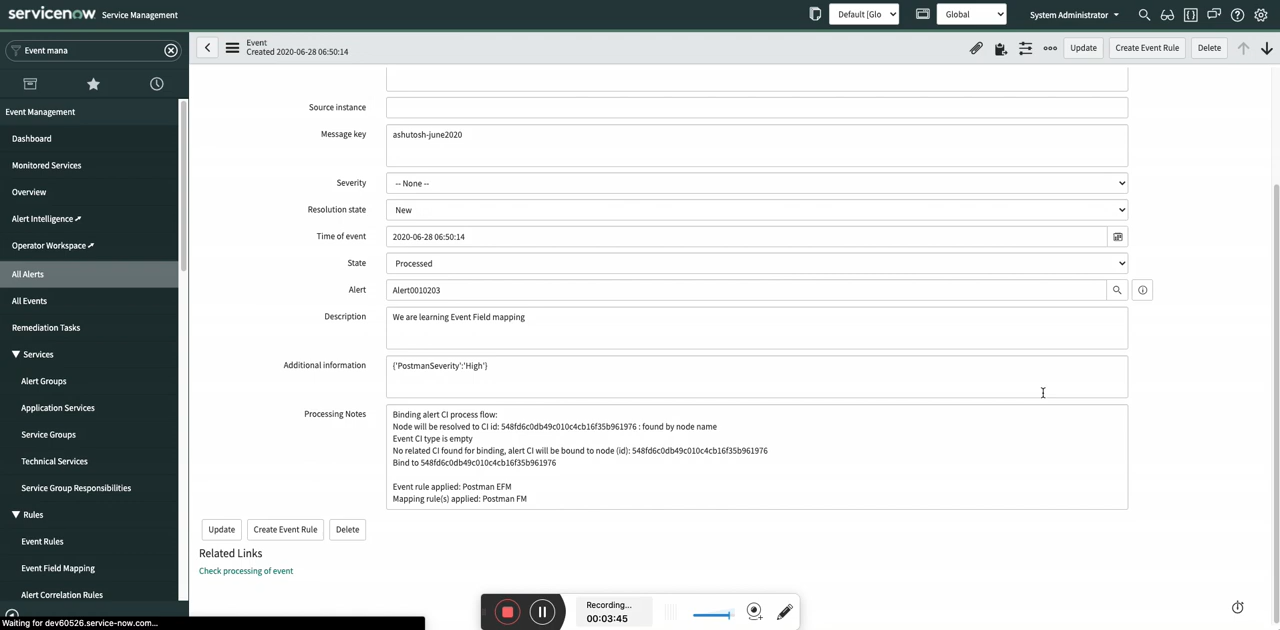 servicenow Service Management
Default [Glo
Global
System Administrator
Event mana
Event
Created 2020-06-28 06:50:14
Update
Create Event Rule
Delete
Event Management
Dashboard
Monitored Services
Overview
Alert Intelligence
Operator Workspace
All Alerts
All Events
Remediation Tasks
Services
Alert Groups
Application Services
Service Groups
Technical Services
Service Group Responsibilities
Rules
Event Rules
Event Field Mapping
Alert Correlation Rules
Source instance
Message key
ashutosh-june2020
Severity
-- None --
Resolution state
New
Time of event
2020-06-28 06:50:14
State
Processed
Alert
Alert0010203
Description
We are learning Event Field mapping
Additional information
{'PostmanSeverity':'High'}
Processing Notes
Binding alert CI process flow:
Node will be resolved to CI id: 548fd6c0db49c010c4cb16f35b961976 : found by node name
Event CI type is empty
No related CI found for binding, alert CI will be bound to node (id): 548fd6c0db49c010c4cb16f35b961976
Bind to 548fd6c0db49c010c4cb16f35b961976
Event rule applied: Postman EFM
Mapping rule(s) applied: Postman FM
Update
Create Event Rule
Delete
Related Links
Check processing of event
Recording...
00:03:45
Waiting for dev60526.service-now.com...